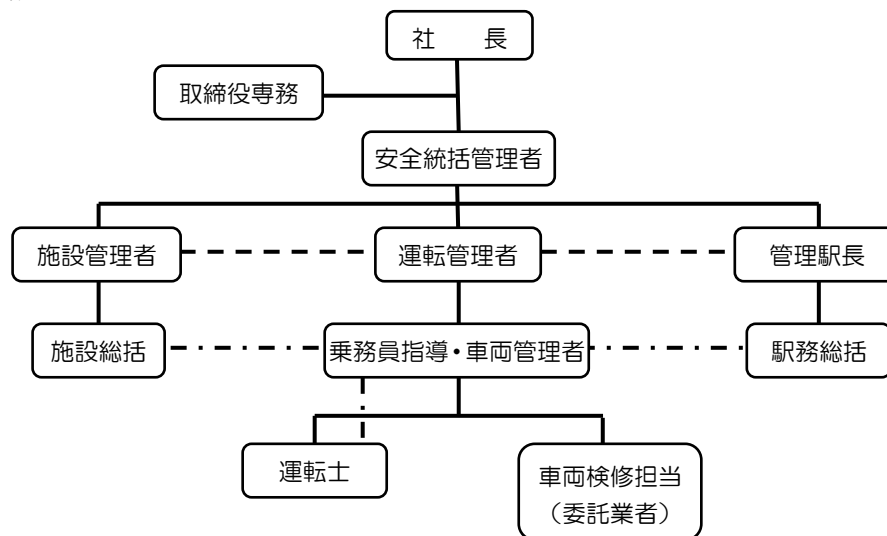 社　　長
取締役専務
安全統括管理者
施設管理者
運転管理者
管理駅長
施設総括
乗務員指導・車両管理者
駅務総括
運転士
車両検修担当
（委託業者）